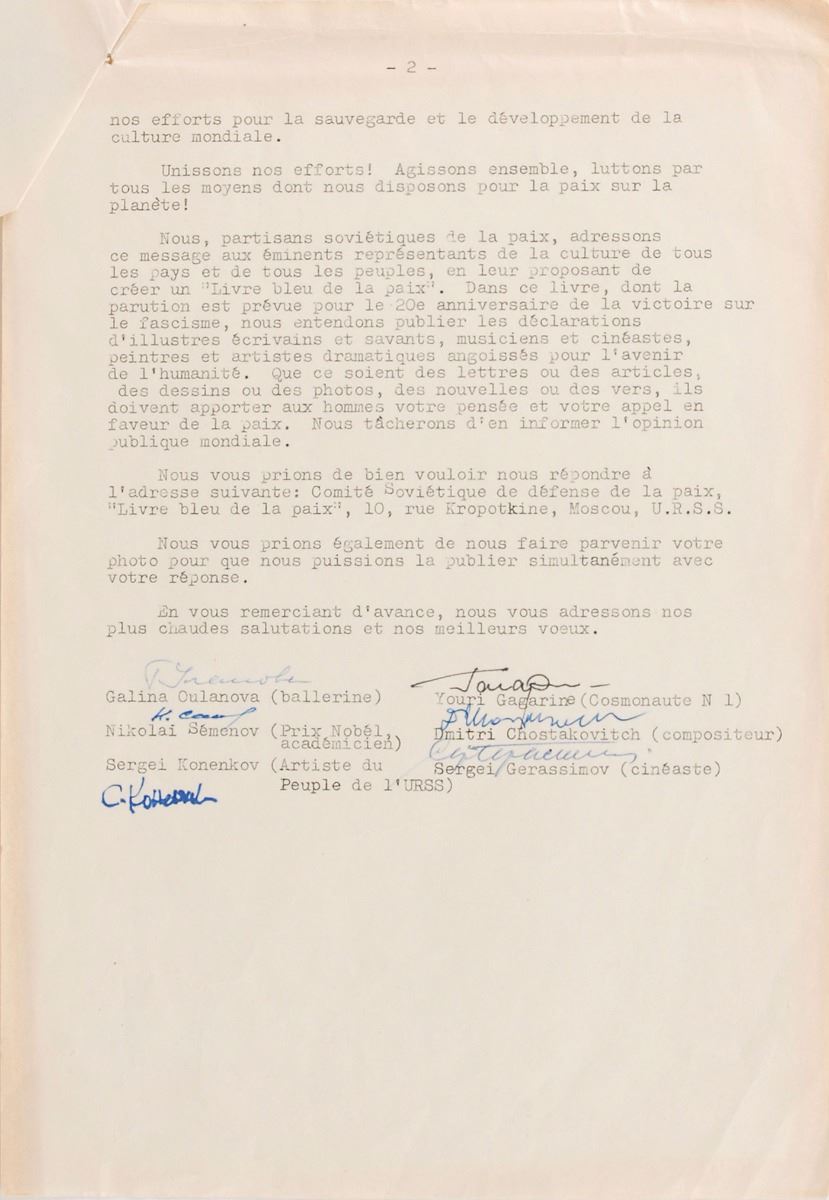 - 2 -
nos efforts pour la sauvegarde et le développement de la
culture mondiale.
Unissons nos efforts! Agissons ensemble, luttons par
tous les moyens dont nous disposons pour la paix sur la
planète!
Nous, partisans soviétiques de la paix, adressons
ce message aux éminents représentants de la culture de tous
les pays et de tous les peuples, en leur proposant de
créer un "Livre bleu de la paix". Dans ce livre, dont la
parution est prévue pour le 20e anniversaire de la victoire sur
le fascisme, nous entendons publier les déclarations
d'illustres écrivains et savants, musiciens et cinéastes,
peintres et artistes dramatiques angoissés pour l'avenir
de l'humanité. Que ce soient des lettres ou des articles,
des dessins ou des photos, des nouvelles ou des vers, ils
doivent apporter aux hommes votre pensée et votre appel en
faveur de la paix. Nous tâcherons d'en informer l'opinion
publique mondiale.
Nous vous prions de bien vouloir nous répondre à
l'adresse suivante: Comité Soviétique de défense de la paix,
"Livre bleu de la paix", 10, rue Kropotkine, Moscou, U.R.S.S.
Nous vous prions également de nous faire parvenir votre
photo pour que nous puissions la publier simultanément avec
votre réponse.
En vous remerciant d'avance, nous vous adressons nos
plus chaudes salutations et nos meilleurs voeux.
Galina Oulanova (ballerine)
Youri Gagarine (Cosmonaute N 1)
Nikolai Sémenov (Prix Nobél,
académicien)
Dmitri Chostakovitch (compositeur)
Sergei Konenkov (Artiste du
Peuple de l'URSS)
Sergei Gerassimov (cinéaste)